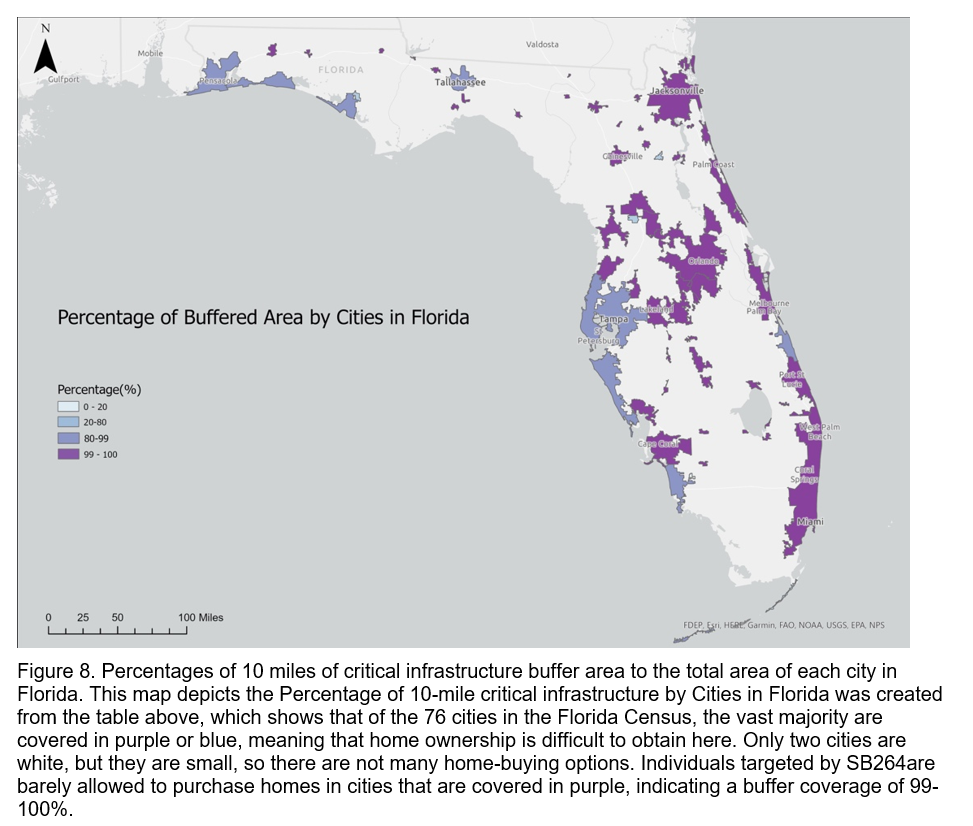 N
Valdosta
Mobile
Gulfport
FLORIDA
Pensacola
Tallahassee
Jacksonville
Gainesville
Palm Coast
Orlando
Percentage of Buffered Area by Cities in Florida
Tampa
Lakeland
Melbourne
Palm Bay
St
Petersburg
Percentage(%)
0 - 20
20-80
80-99
99 - 100
Port St
Lucie
West Palm
Beach
Cape Coral
Coral
Springs
Miami
0 25 50 100 Miles
FDEP, Esri, HERE, Garmin, FAO, NOAA, USGS, EPA, NPS
Figure 8. Percentages of 10 miles of critical infrastructure buffer area to the total area of each city in
Florida. This map depicts the Percentage of 10-mile critical infrastructure by Cities in Florida was created
from the table above, which shows that of the 76 cities in the Florida Census, the vast majority are
covered in purple or blue, meaning that home ownership is difficult to obtain here. Only two cities are
white, but they are small, so there are not many home-buying options. Individuals targeted by SB264are
barely allowed to purchase homes in cities that are covered in purple, indicating a buffer coverage of 99-
100%.